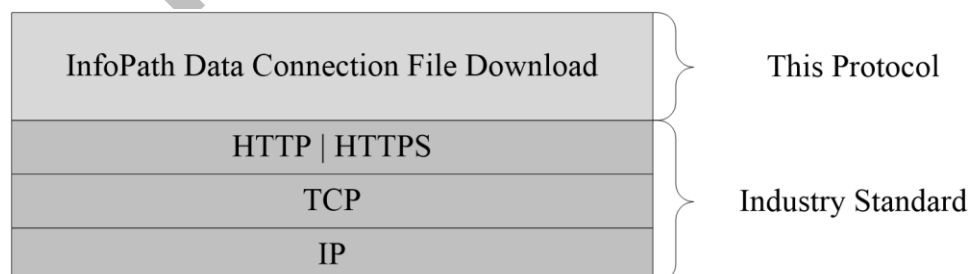 InfoPath Data Connection File Download
This Protocol
HTTP | HTTPS
TCP
Industry Standard
IP